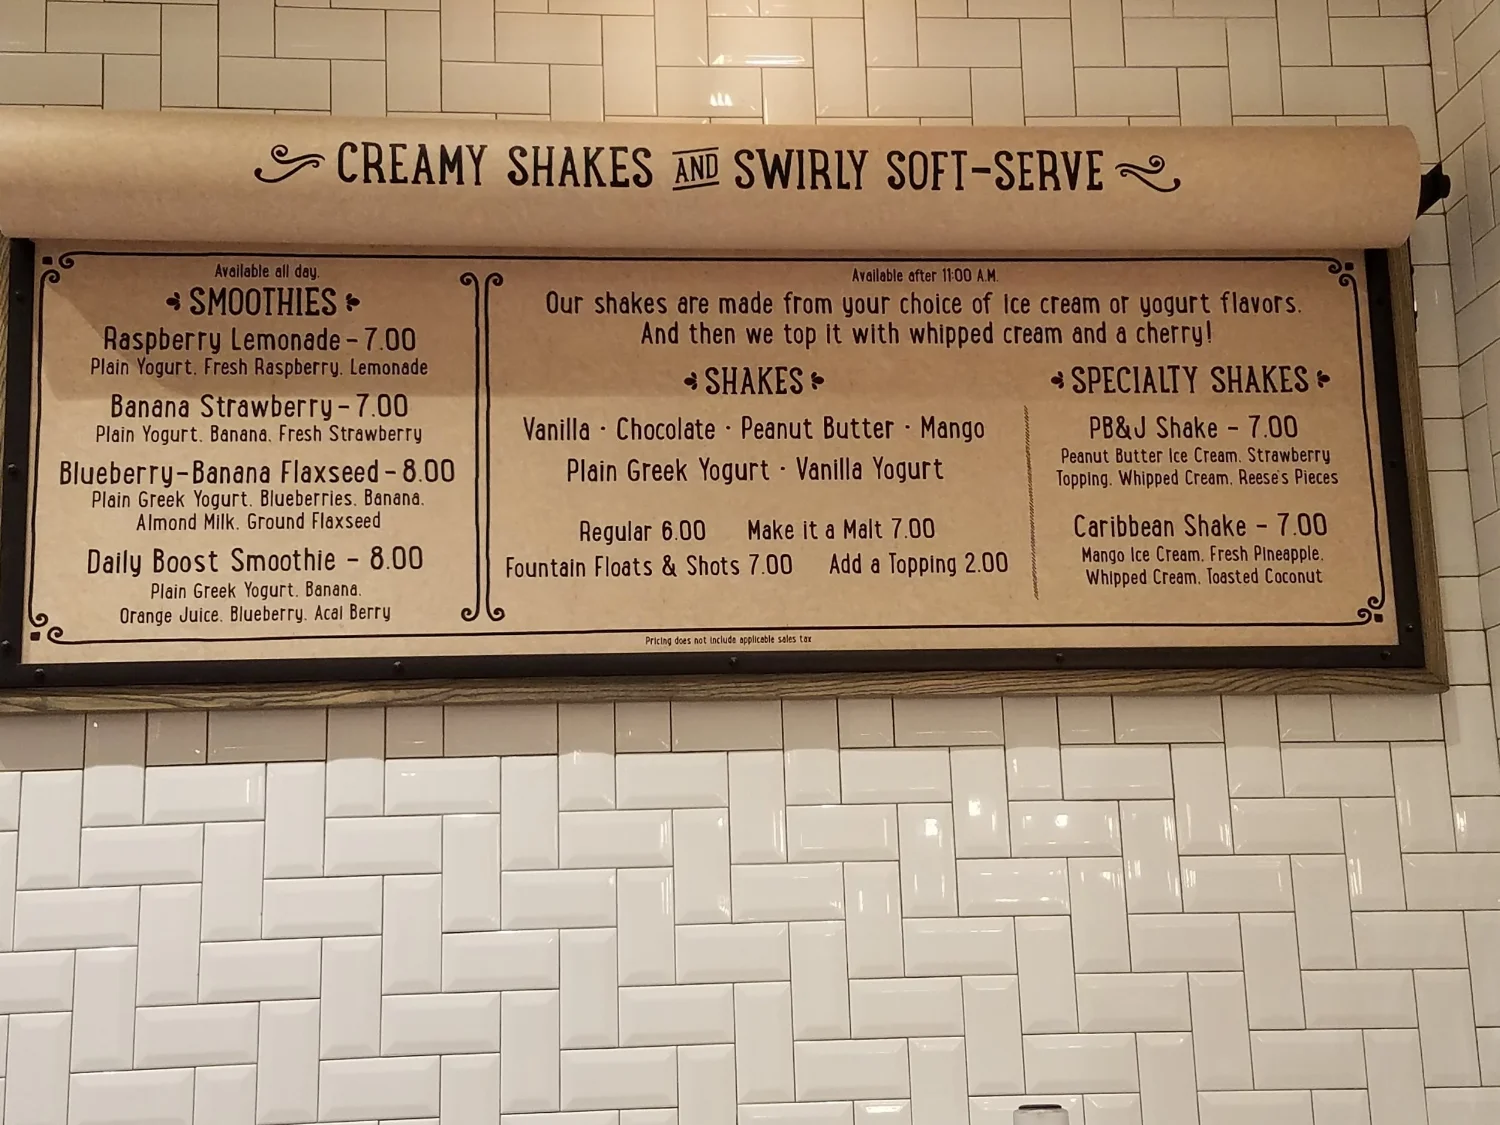 CREAMY SHAKES AND SWIRLY SOFT-SERVE
Available all day.
SMOOTHIES
Raspberry Lemonade - 7.00
Plain Yogurt, Fresh Raspberry, Lemonade
Banana Strawberry - 7.00
Plain Yogurt, Banana, Fresh Strawberry
Blueberry-Banana Flaxseed - 8.00
Plain Greek Yogurt, Blueberries, Banana,
Almond Milk, Ground Flaxseed
Daily Boost Smoothie - 8.00
Plain Greek Yogurt, Banana,
Orange Juice, Blueberry, Acai Berry
Available after 11:00 A.M.
Our shakes are made from your choice of ice cream or yogurt flavors.
And then we top it with whipped cream and a cherry!
SHAKES
Vanilla · Chocolate · Peanut Butter · Mango
Plain Greek Yogurt · Vanilla Yogurt
Regular 6.00 Make it a Malt 7.00
Fountain Floats & Shots 7.00 Add a Topping 2.00
SPECIALTY SHAKES
PB&J Shake - 7.00
Peanut Butter Ice Cream, Strawberry
Topping, Whipped Cream, Reese's Pieces
Caribbean Shake - 7.00
Mango Ice Cream, Fresh Pineapple,
Whipped Cream, Toasted Coconut
Pricing does not include applicable sales tax